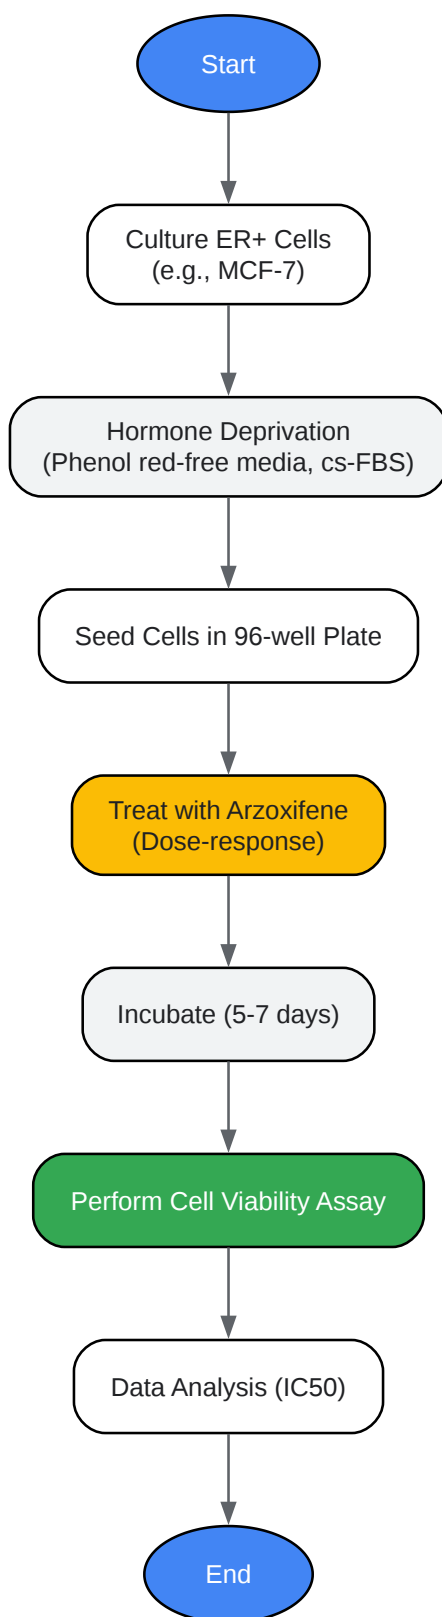 Start
Culture ER+ Cells
(e.g., MCF-7)
Hormone Deprivation
(Phenol red-free media, cs-FBS)
Seed Cells in 96-well Plate
Treat with Arzoxifene
(Dose-response)
Incubate (5-7 days)
Perform Cell Viability Assay
Data Analysis (IC50)
End